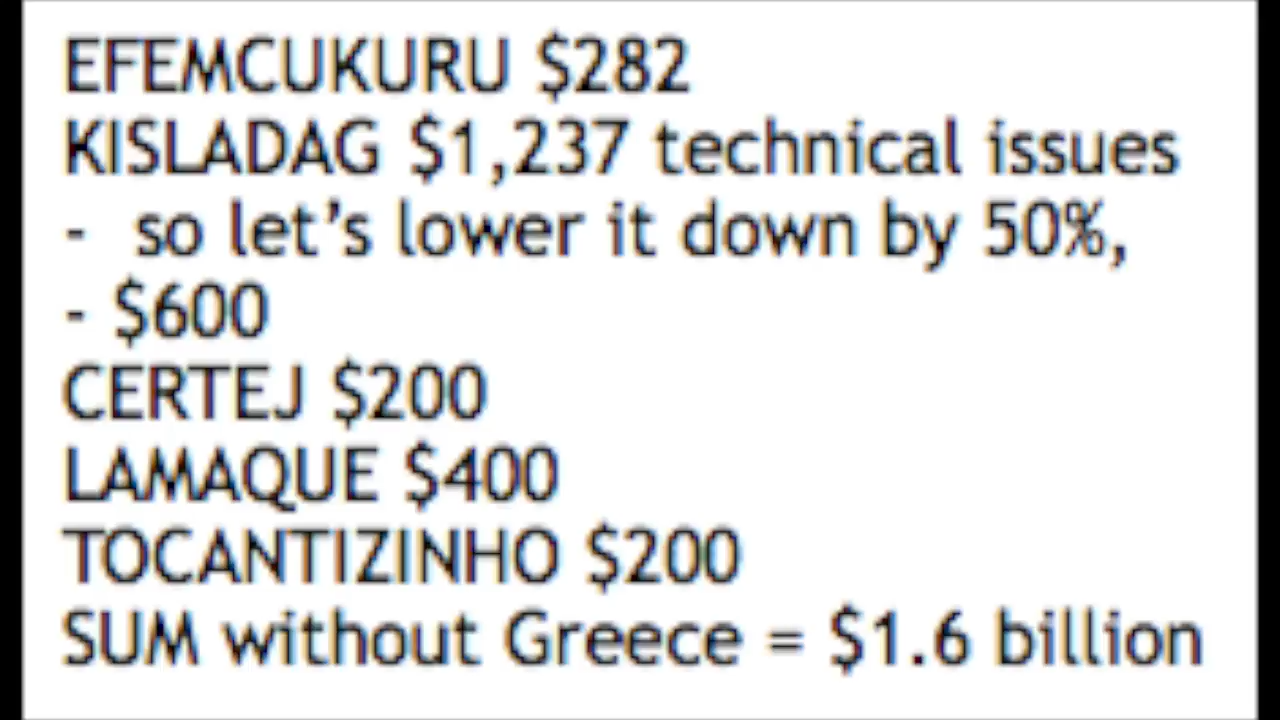 EFEMCUKURU $282
KISLADAG $1,237 technical issues
- so let’s lower it down by 50%,
- $600
CERTEJ $200
LAMAQUE $400
TOCANTIZINHO $200
SUM without Greece = $1.6 billion